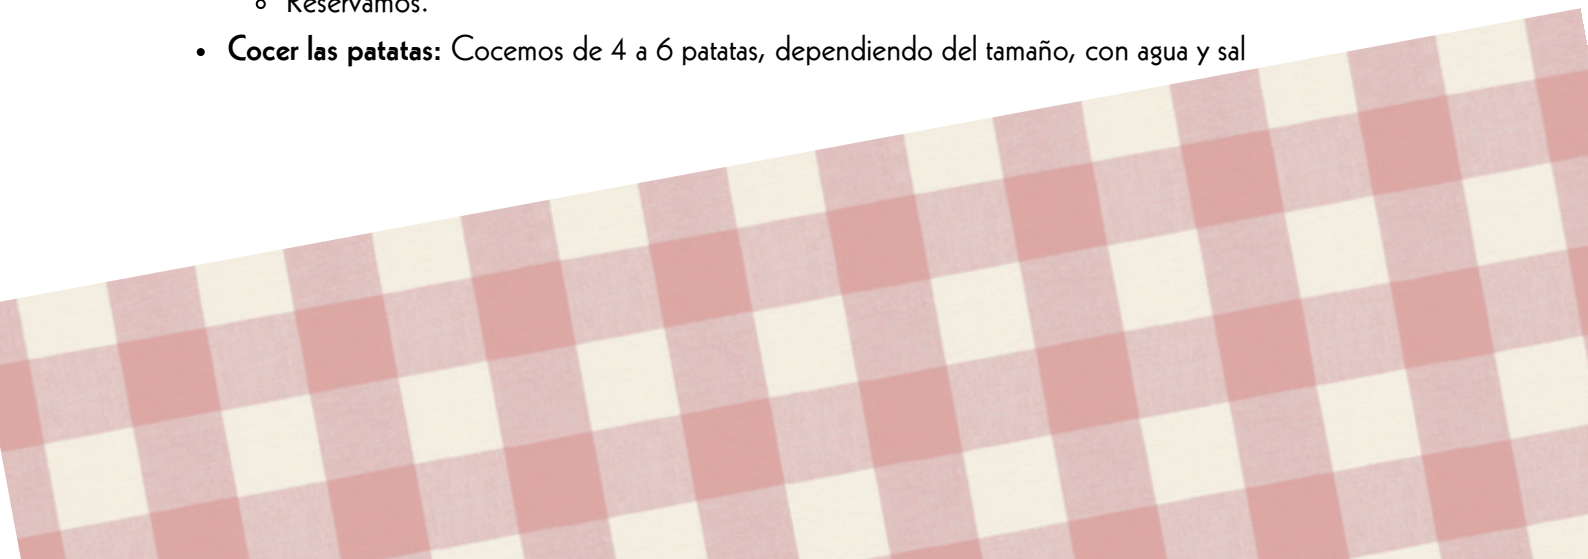 Reservamos.
Cocer las patatas: Cocemos de 4 a 6 patatas, dependiendo del tamaño, con agua y sal